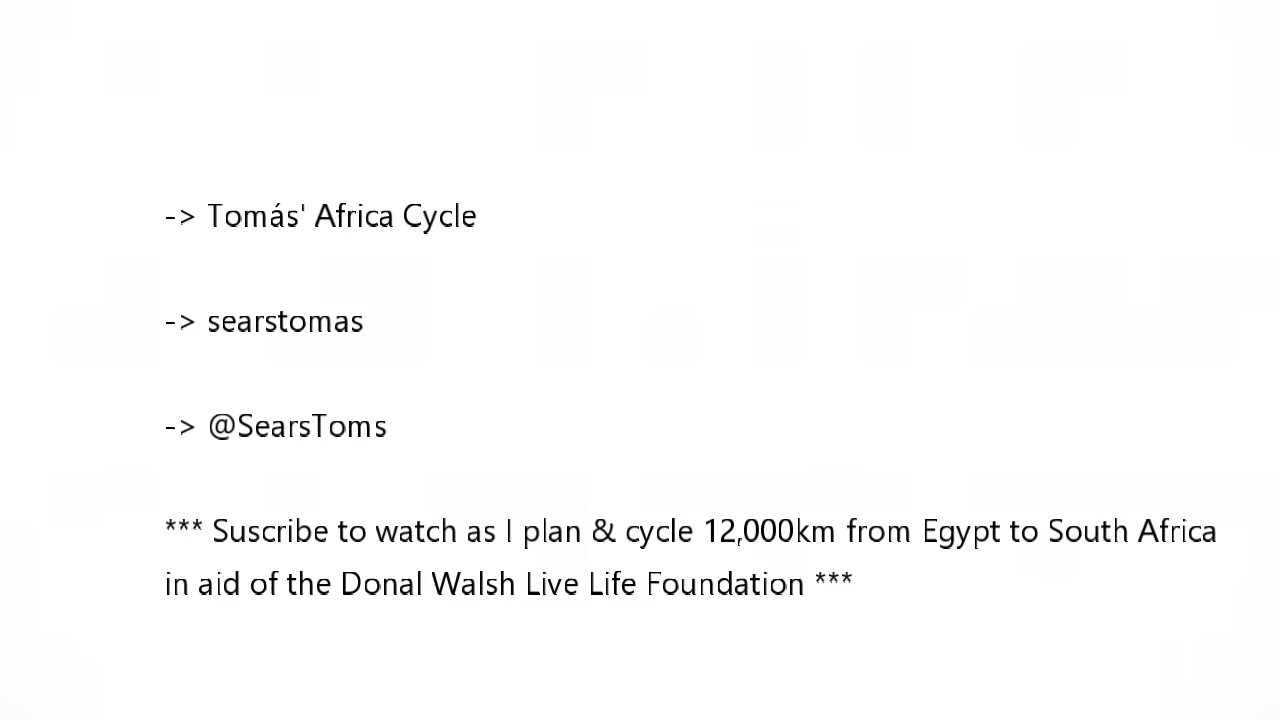 -> Tomás' Africa Cycle
-> searstomas
-> @SearsToms
*** Suscribe to watch as I plan & cycle 12,000km from Egypt to South Africa
in aid of the Donal Walsh Live Life Foundation ***